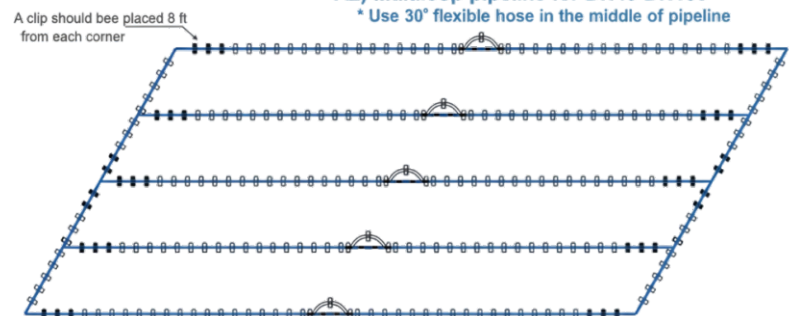 A clip should bee placed 8 ft
from each corner
* Use 30° flexible hose in the middle of pipeline